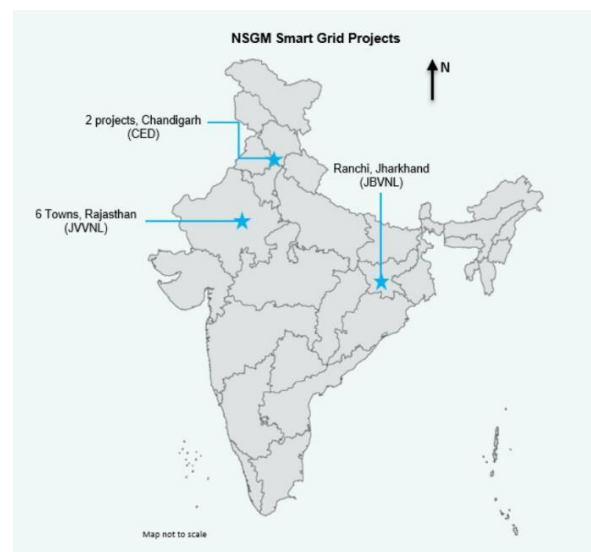 NSGM Smart Grid Projects
N
2 projects, Chandigarh
(CED)
Ranchi, Jharkhand
(JBVNL)
6 Towns, Rajasthan
(JVVNL)
Map not to scale